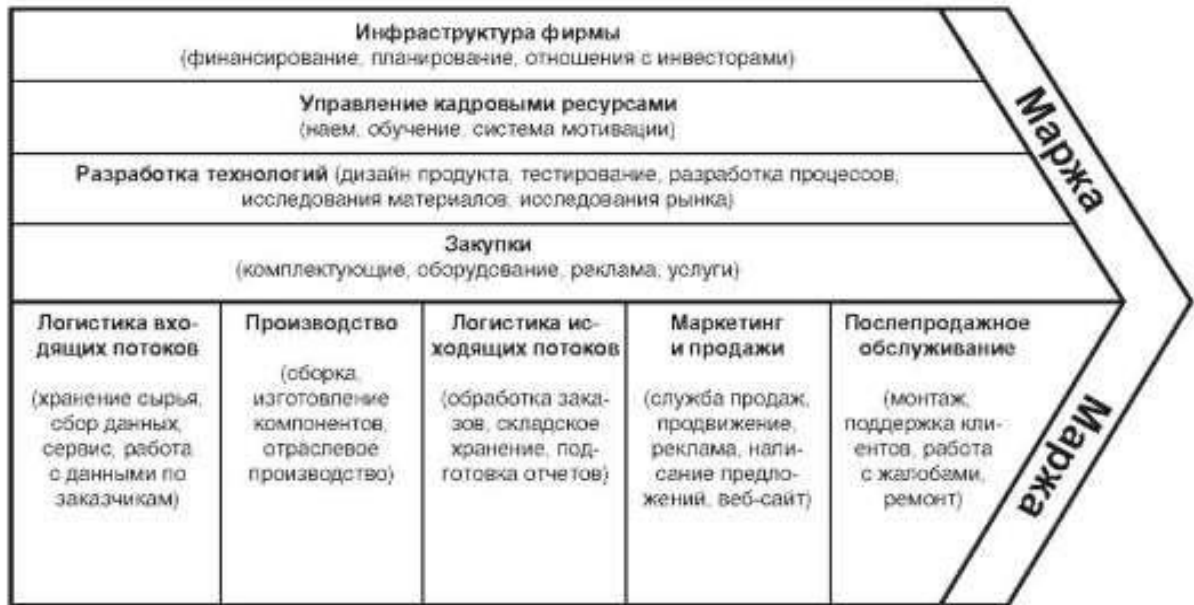 Инфраструктура фирмы
(финансирование, планирование, отношения с инвесторами)
Управление кадровыми ресурсами
(наем, обучение, система мотивации)
Разработка технологий (дизайн продукта, тестирование, разработка процессов,
исследования материалов, исследования рынка)
Закупки
(комплектующие, оборудование, реклама, услуги)
Маржа
Логистика вхо-
дящих потоков
(хранение сырья,
сбор данных,
сервис, работа
с данными по
заказчикам)
Производство
(сборка,
изготовление
компонентов,
отраслевое
производство)
Логистика ис-
ходящих потоков
(обработка зака-
зов, складское
хранение, под-
готовка отчетов)
Маркетинг
и продажи
(служба продаж,
продвижение,
реклама, напи-
сание предло-
жений, веб-сайт)
Послепродажное
обслуживание
(монтаж,
поддержка кли-
ентов, работа
с жалобами,
ремонт)
Маржа